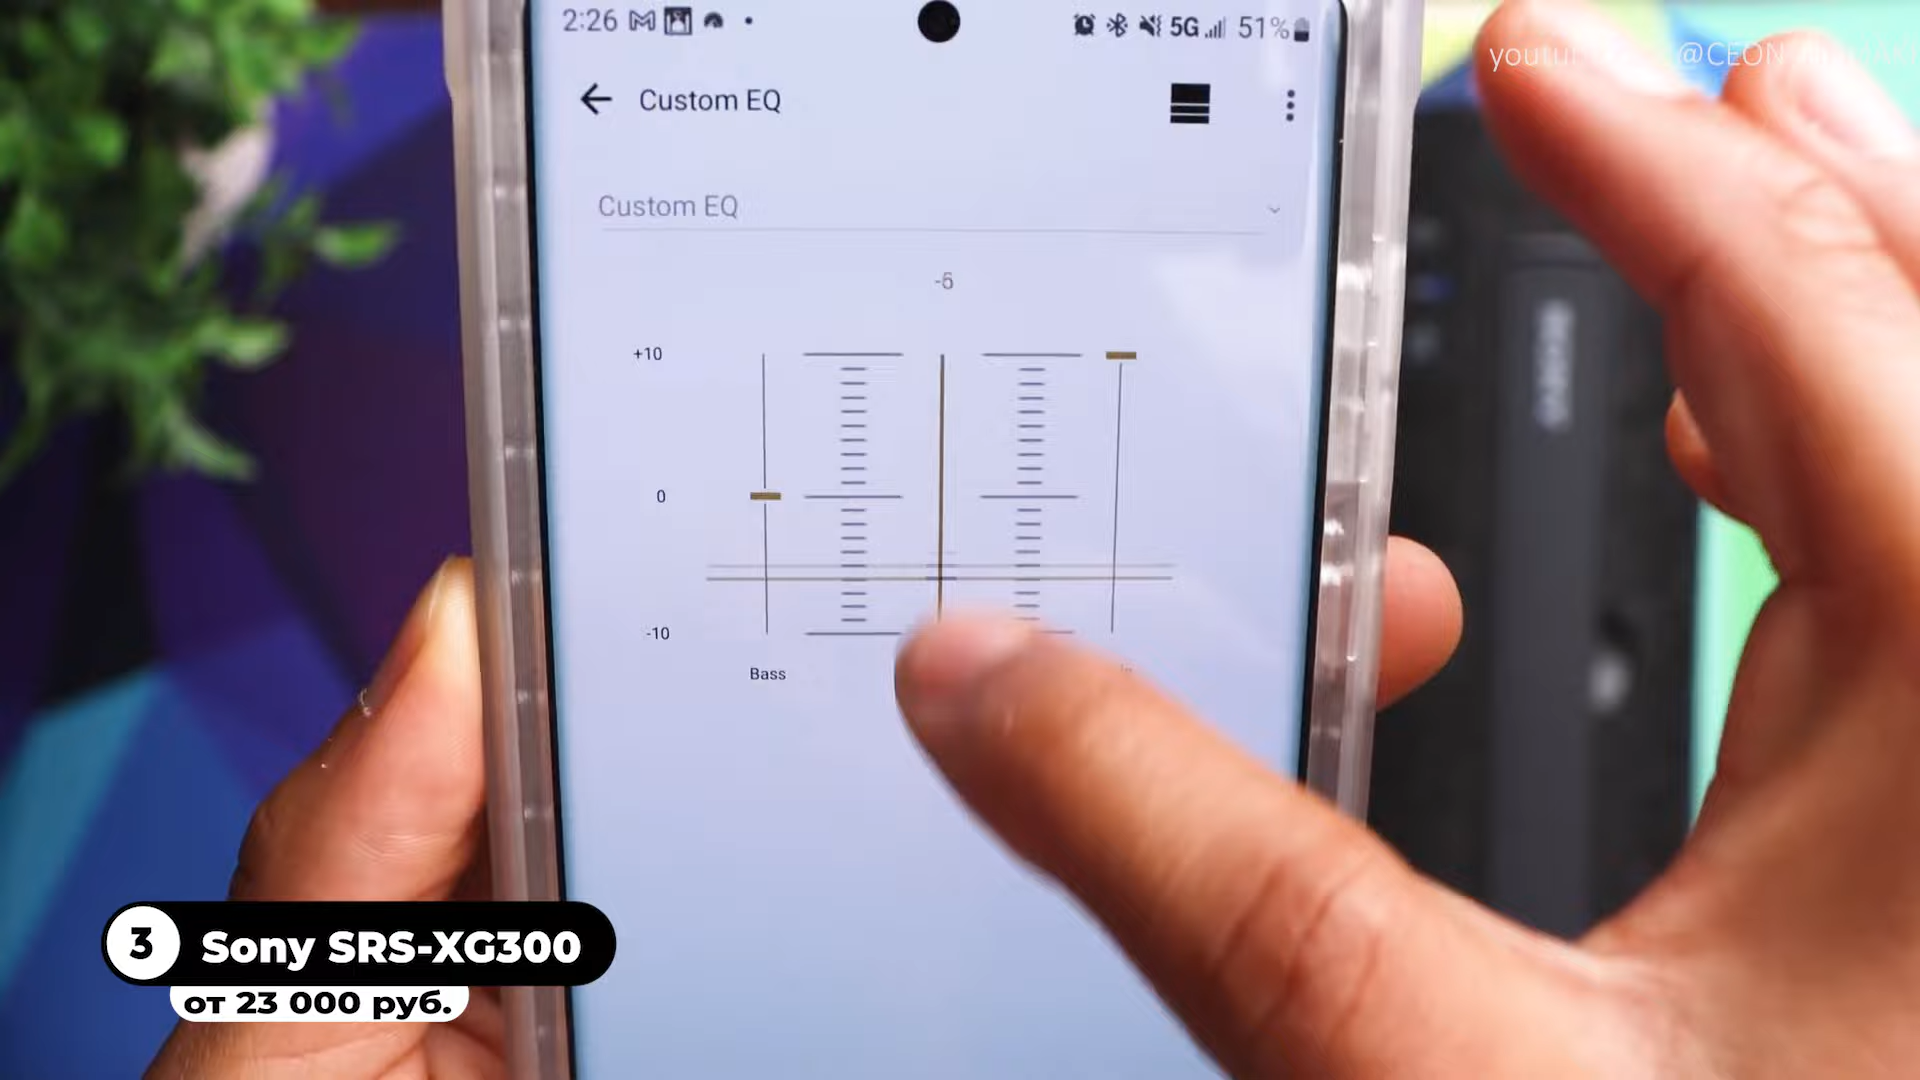 2:26 5G 51%
Custom EQ
Custom EQ
-6
+10
0
-10
Bass
3 Sony SRS-XG300
от 23 000 руб.